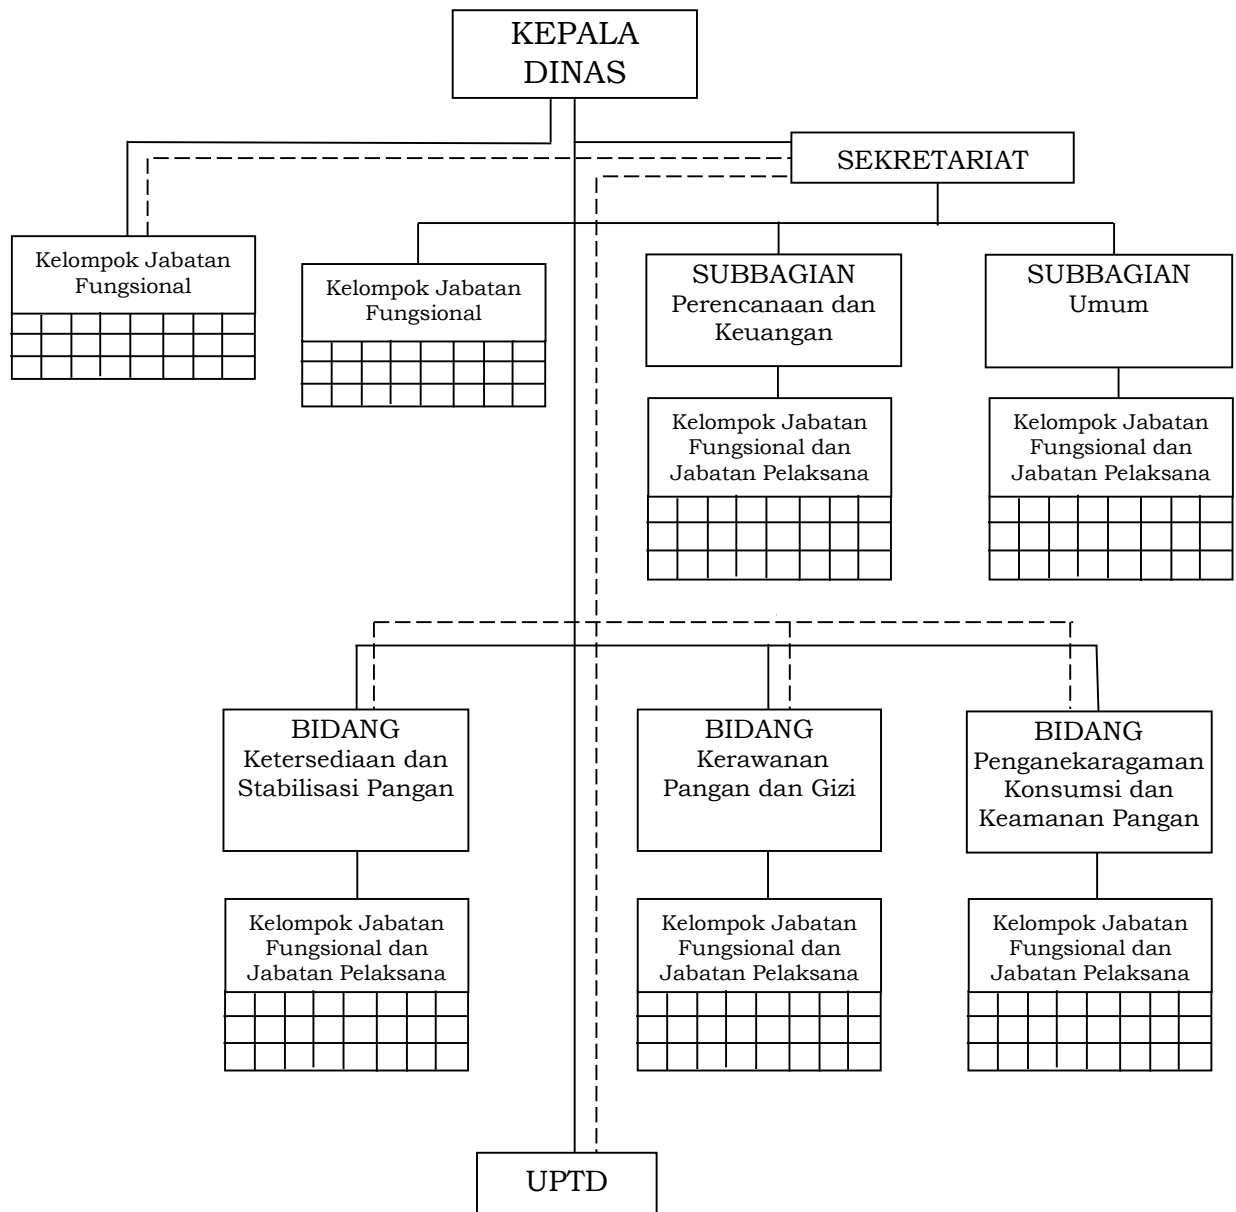 KEPALA
DINAS
SEKRETARIAT
Kelompok Jabatan
Fungsional
Kelompok Jabatan
Fungsional
SUBBAGIAN
Perencanaan dan
Keuangan
SUBBAGIAN
Umum
Kelompok Jabatan
Fungsional dan
Jabatan Pelaksana
Kelompok Jabatan
Fungsional dan
Jabatan Pelaksana
BIDANG
Ketersediaan dan
Stabilisasi Pangan
BIDANG
Kerawanan
Pangan dan Gizi
BIDANG
Penganekaragaman
Konsumsi dan
Keamanan Pangan
Kelompok Jabatan
Fungsional dan
Jabatan Pelaksana
Kelompok Jabatan
Fungsional dan
Jabatan Pelaksana
Kelompok Jabatan
Fungsional dan
Jabatan Pelaksana
UPTD